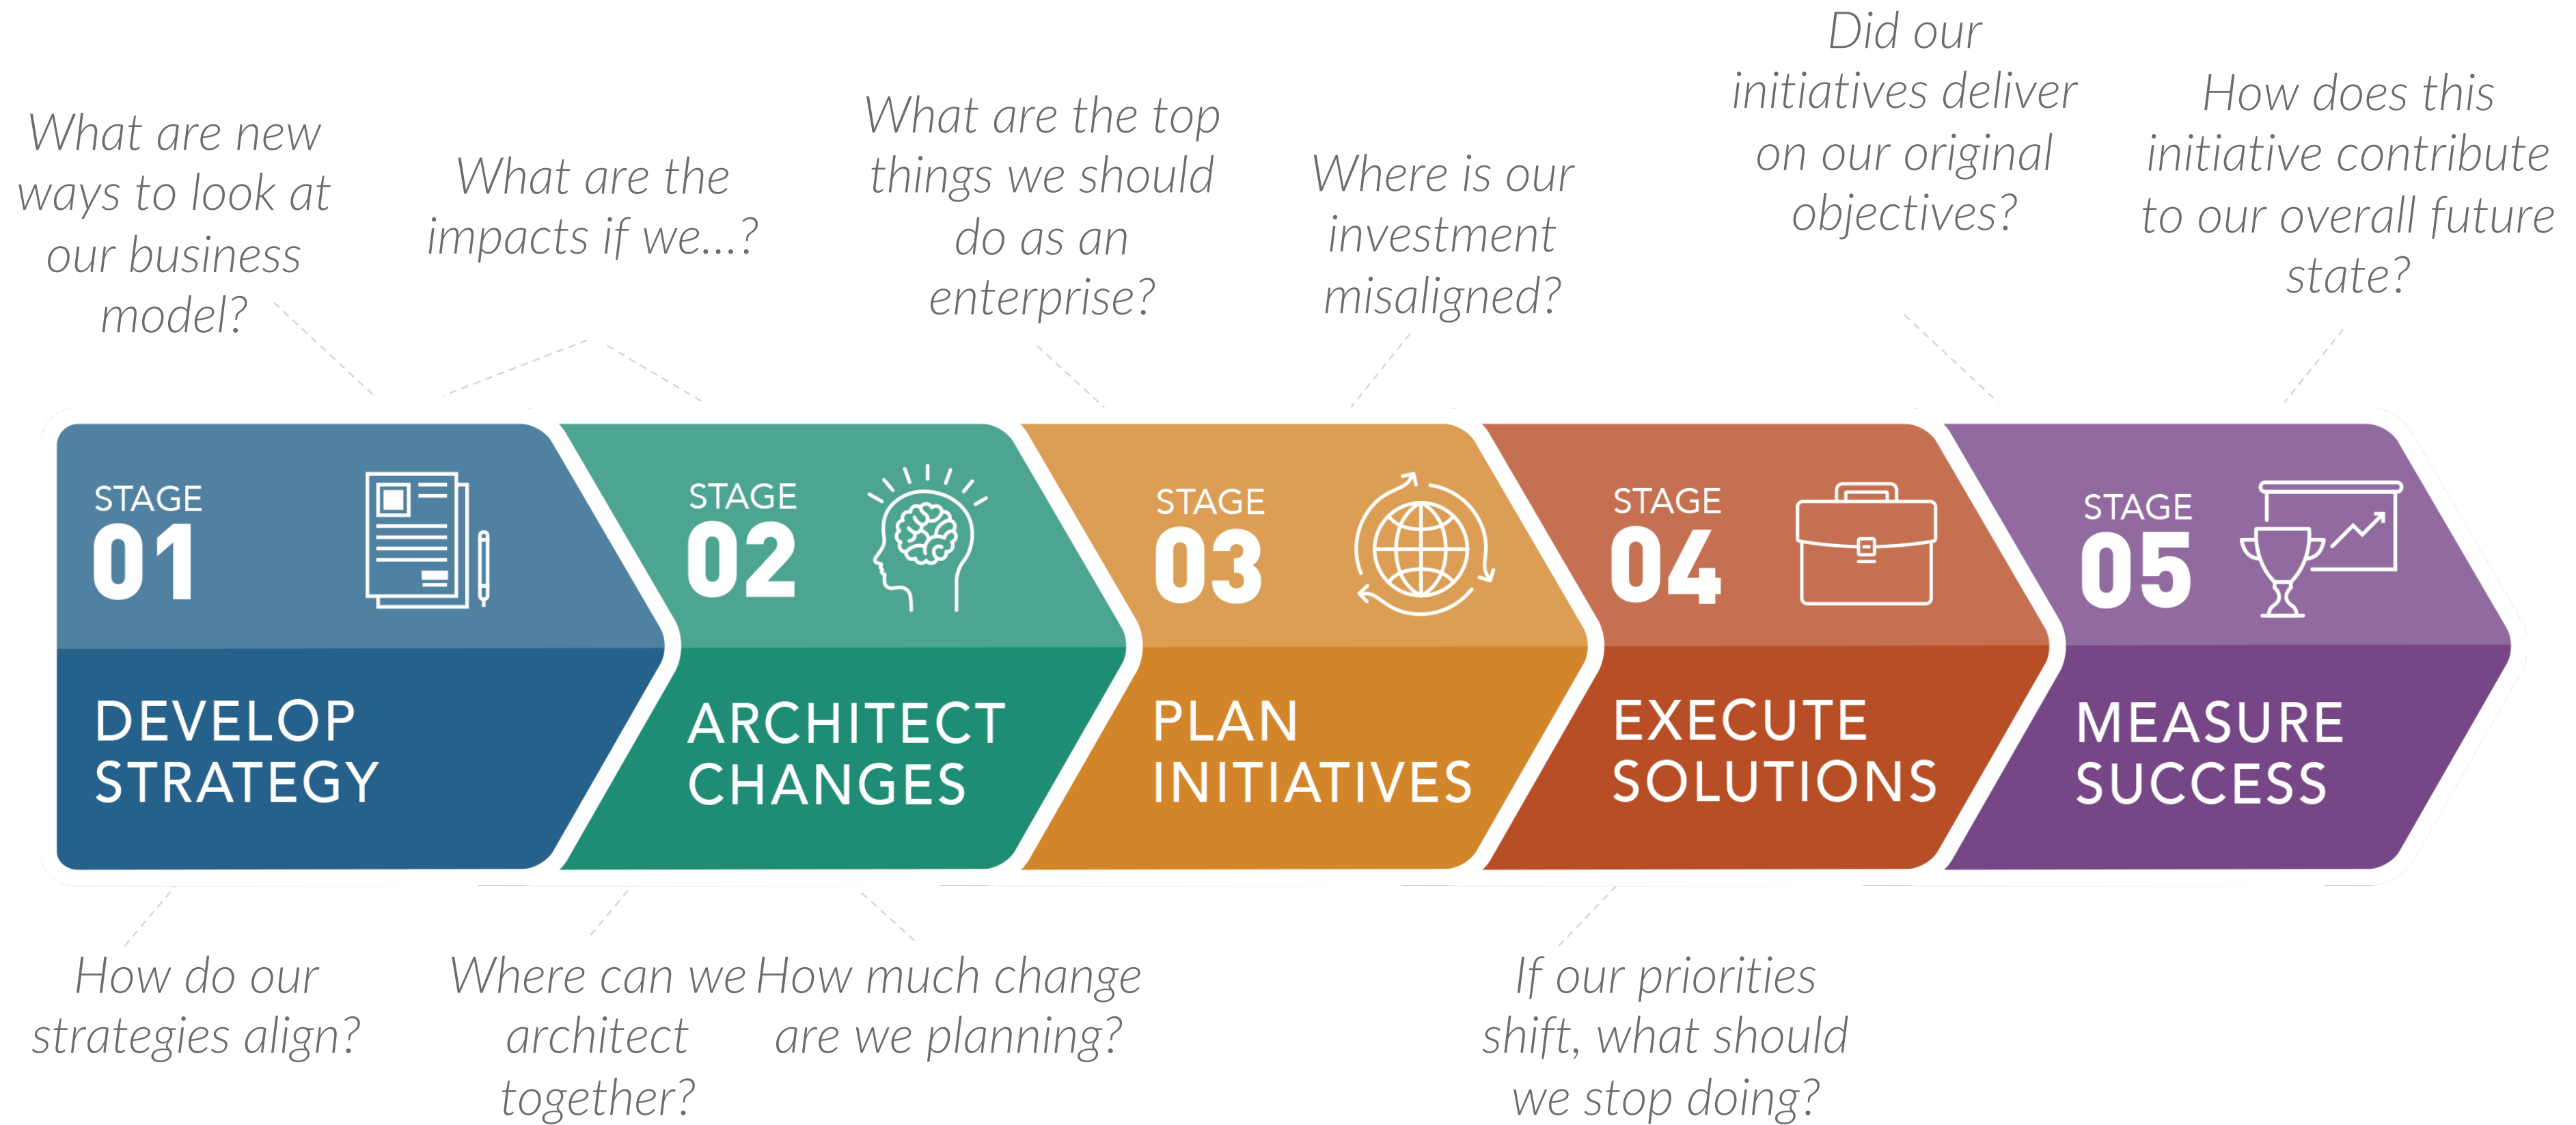 What are new
ways to look at
our business
model?
What are the
impacts if we...?
What are the top
things we should
do as an
enterprise?
Where is our
investment
misaligned?
Did our
initiatives deliver
on our original
objectives?
How does this
initiative contribute
to our overall future
state?
STAGE
01
DEVELOP
STRATEGY
STAGE
02
ARCHITECT
CHANGES
STAGE
03
PLAN
INITIATIVES
STAGE
04
EXECUTE
SOLUTIONS
STAGE
05
MEASURE
SUCCESS
How do our
strategies align?
Where can we
architect
together?
How much change
are we planning?
If our priorities
shift, what should
we stop doing?